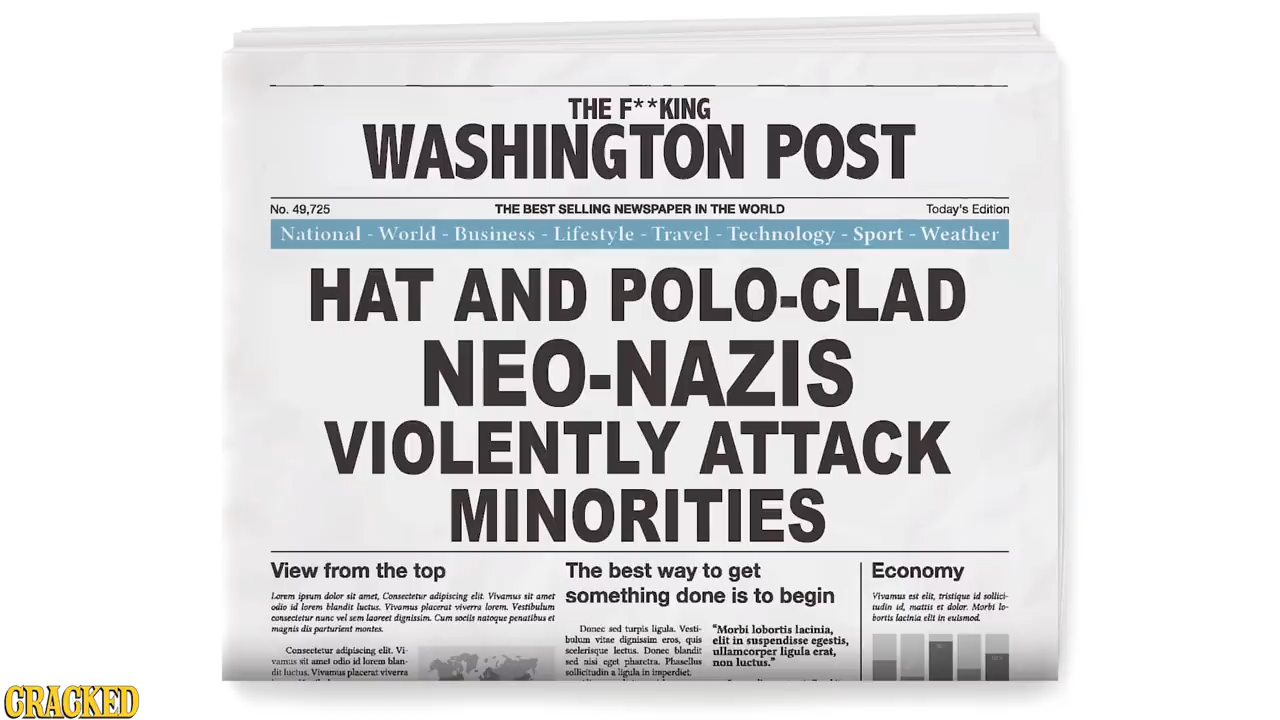 THE F**KING
WASHINGTON POST
No. 49,725 THE BEST SELLING NEWSPAPER IN THE WORLD Today's Edition
National - World - Business - Lifestyle - Travel - Technology - Sport - Weather
HAT AND POLO-CLAD
NEO-NAZIS
VIOLENTLY ATTACK
MINORITIES
View from the top
Lorem ipsum dolor sit amet, Consectetur adipiscing elit. Vivamus sit amet
odio id lorem blandit luctus. Vivamus placerat viverra lorem. Vestibulum
consectetur nunc vel sem laoreet dignissim. Cum sociis natoque penatibus et
magnis dis parturient montes.
Consectetur adipiscing elit. Vi-
vamus sit amet odio id lorem blan-
dit luctus. Vivamus placerat viverra
The best way to get
something done is to begin
Donec sed turpis ligula. Vesti-
bulum vitae dignissim eros, quis
scelerisque lectus. Donec blandit
sed nisi eget pharetra. Phasellus
sollicitudin a ligula in imperdiet.
"Morbi lobortis lacinia,
elit in suspendisse egestis,
ullamcorper ligula erat,
non luctus."
Economy
Vivamus est elit, tristique id sollici-
tudin id, mattis et dolor. Morbi lo-
bortis lacinia elit in euismod.
CRACKED